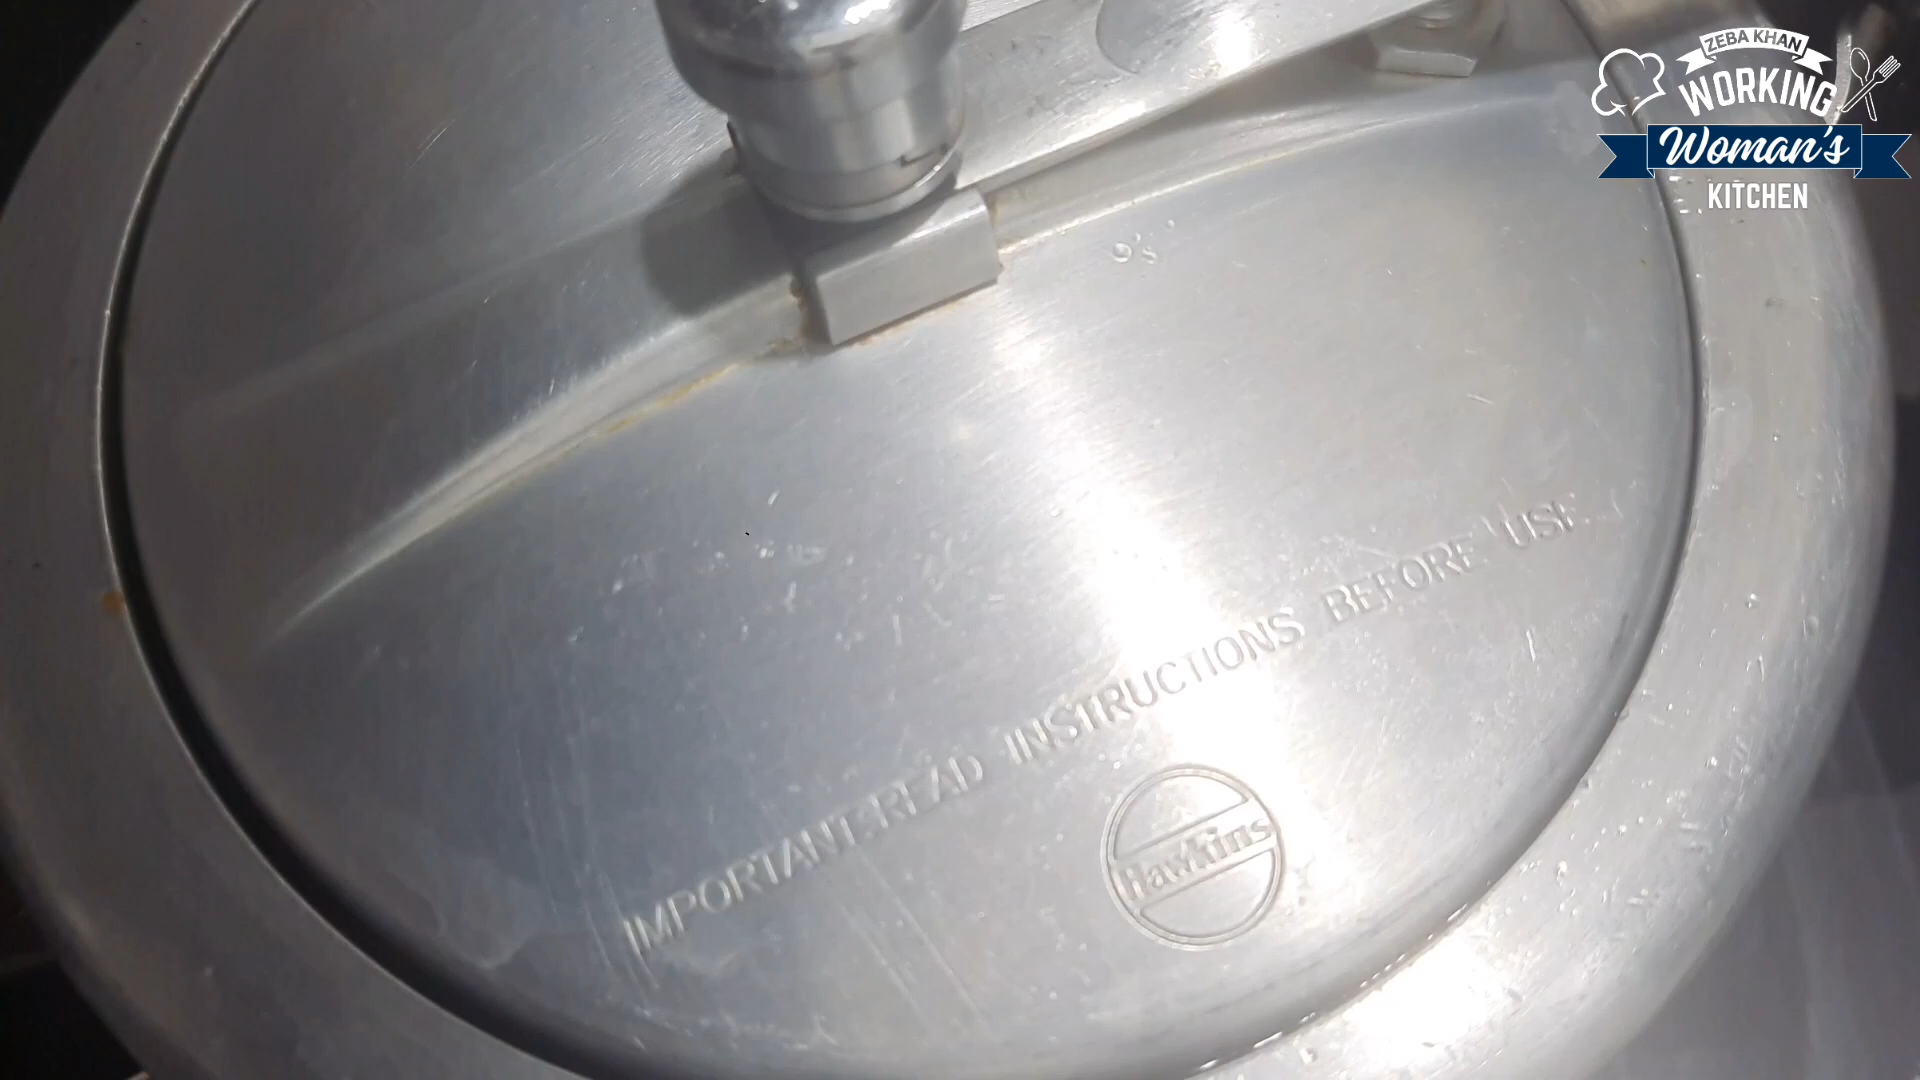 ZEBA KHAN
WORKING
Woman's
KITCHEN
IMPORTANT:READ INSTRUCTIONS BEFORE USE
Hawkins